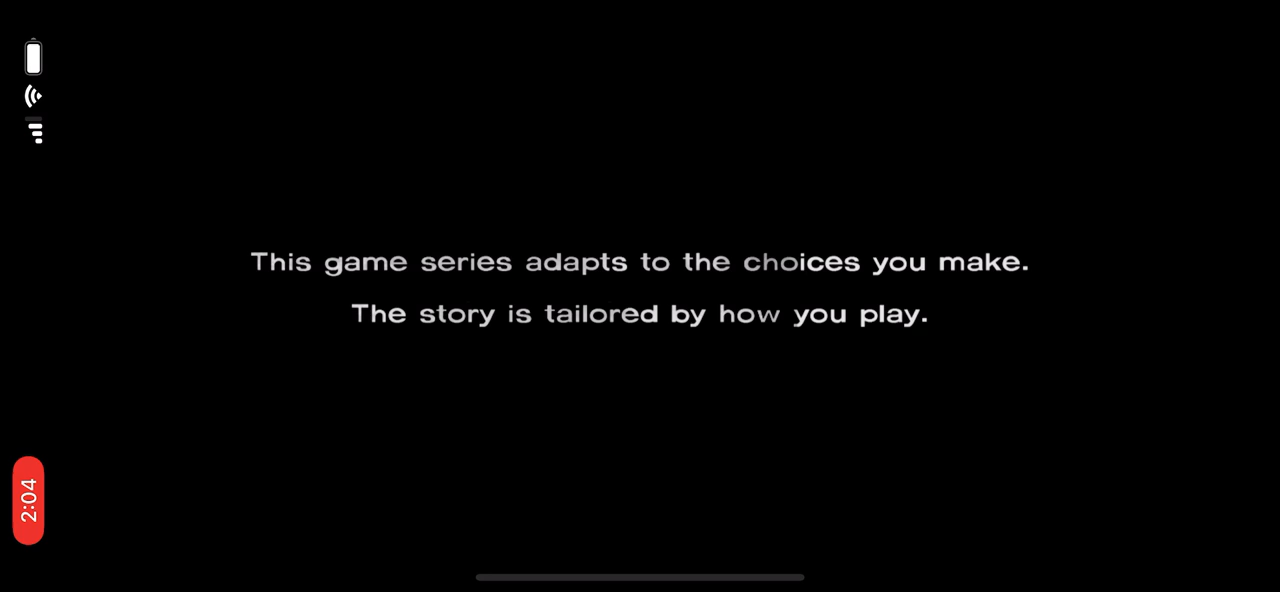 This game series adapts to the choices you make.
The story is tailored by how you play.
2:04